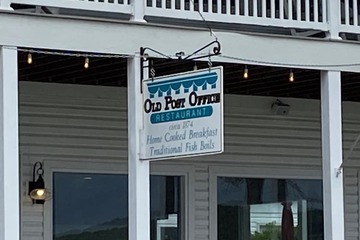 OLD POST OFFICE
RESTAURANT
circa 1874
Home Cooked Breakfast
Traditional Fish Boils